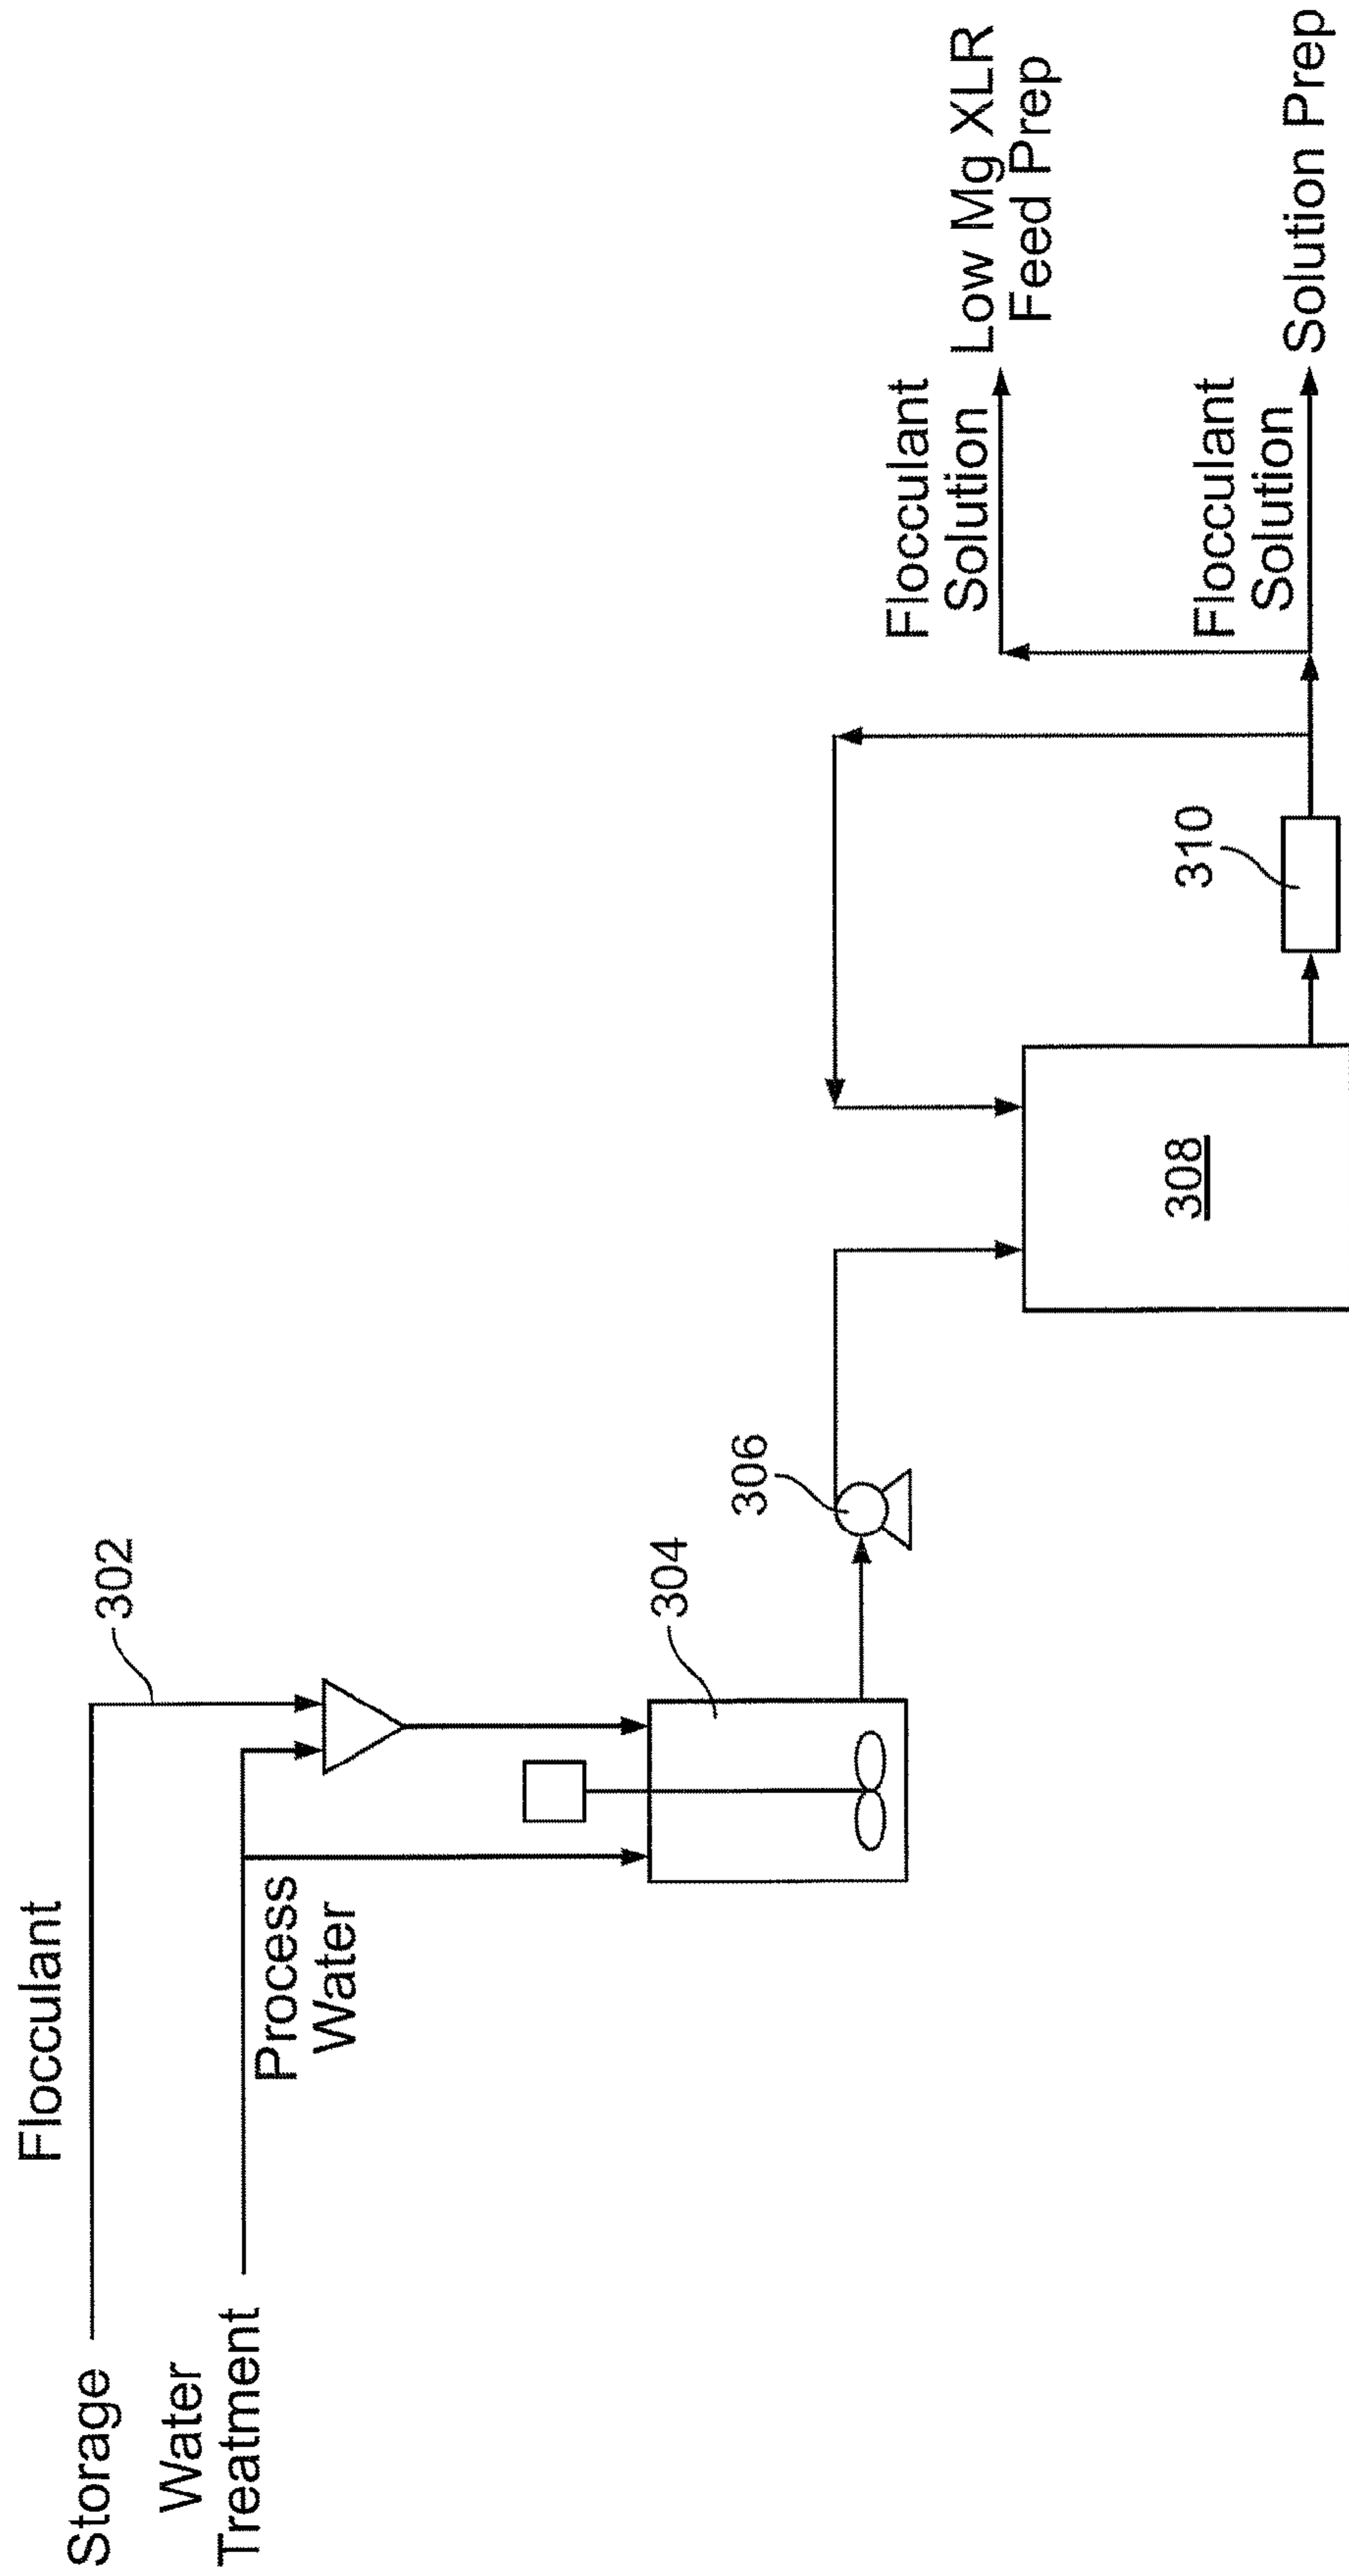 Flocculant
Storage
302
Water
Treatment
Process
Water
304
306
308
310
Flocculant
Solution
Low Mg XLR
Feed Prep
Flocculant
Solution
Solution Prep